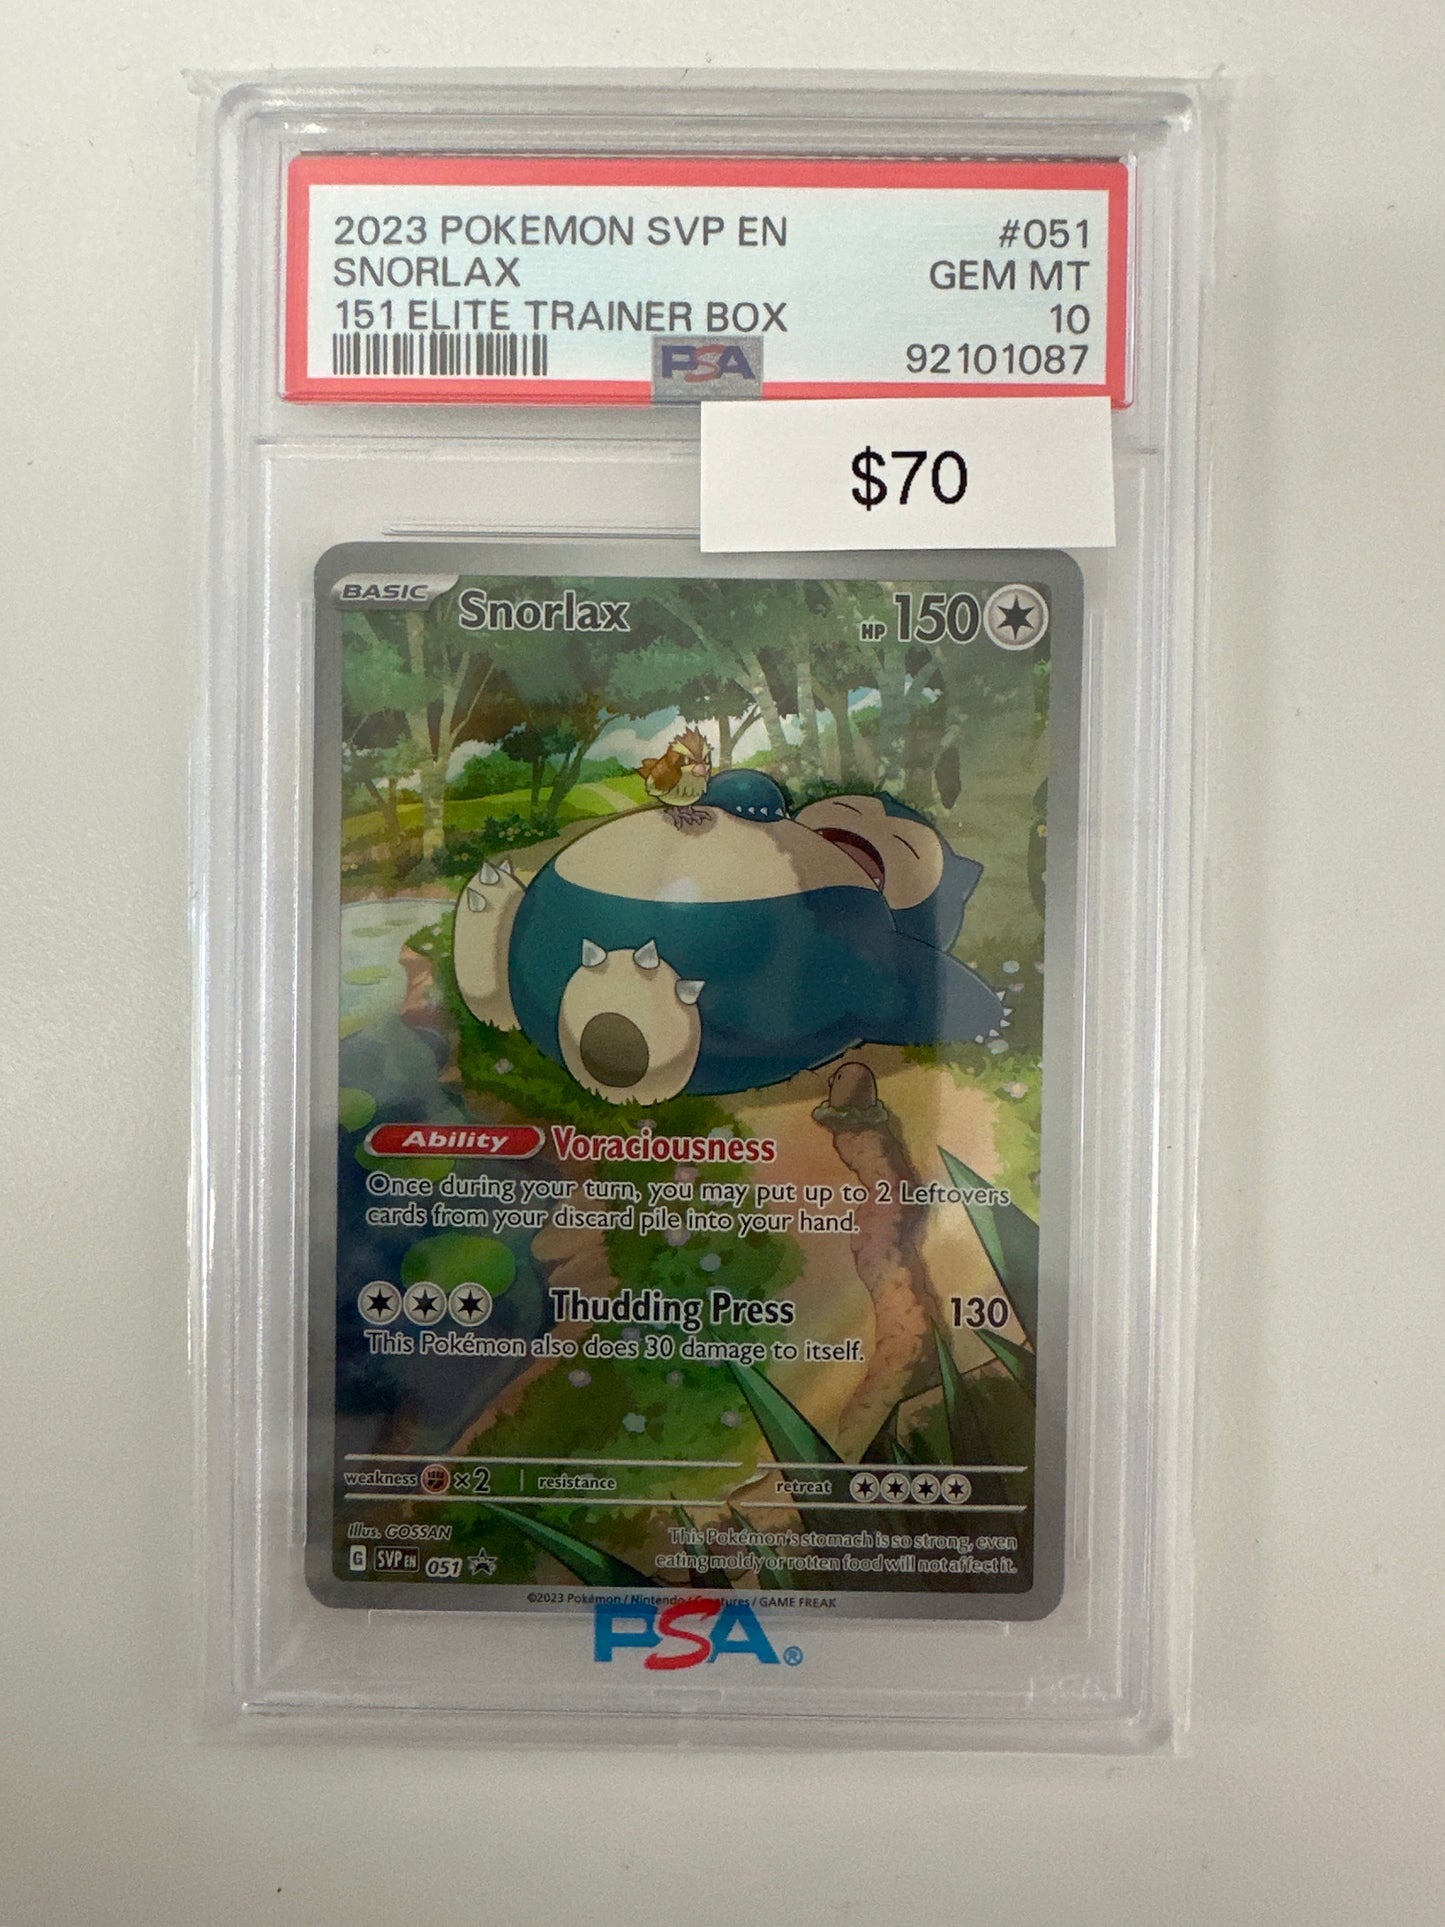 2023 POKEMON SVP EN #051
SNORLAX GEM MT
151 ELITE TRAINER BOX 10
PSA 92101087
$70
BASIC Snorlax HP 150
Ability Voraciousness
Once during your turn, you may put up to 2 Leftovers
cards from your discard pile into your hand.
Thudding Press 130
This Pokémon also does 30 damage to itself.
weakness ×2 resistance retreat
Illus. GOSSAN This Pokémon's stomach is so strong, even
G SVP EN 051 eating moldy or rotten food will not affect it.
©2023 Pokémon / Nintendo / Creatures / GAME FREAK
PSA®